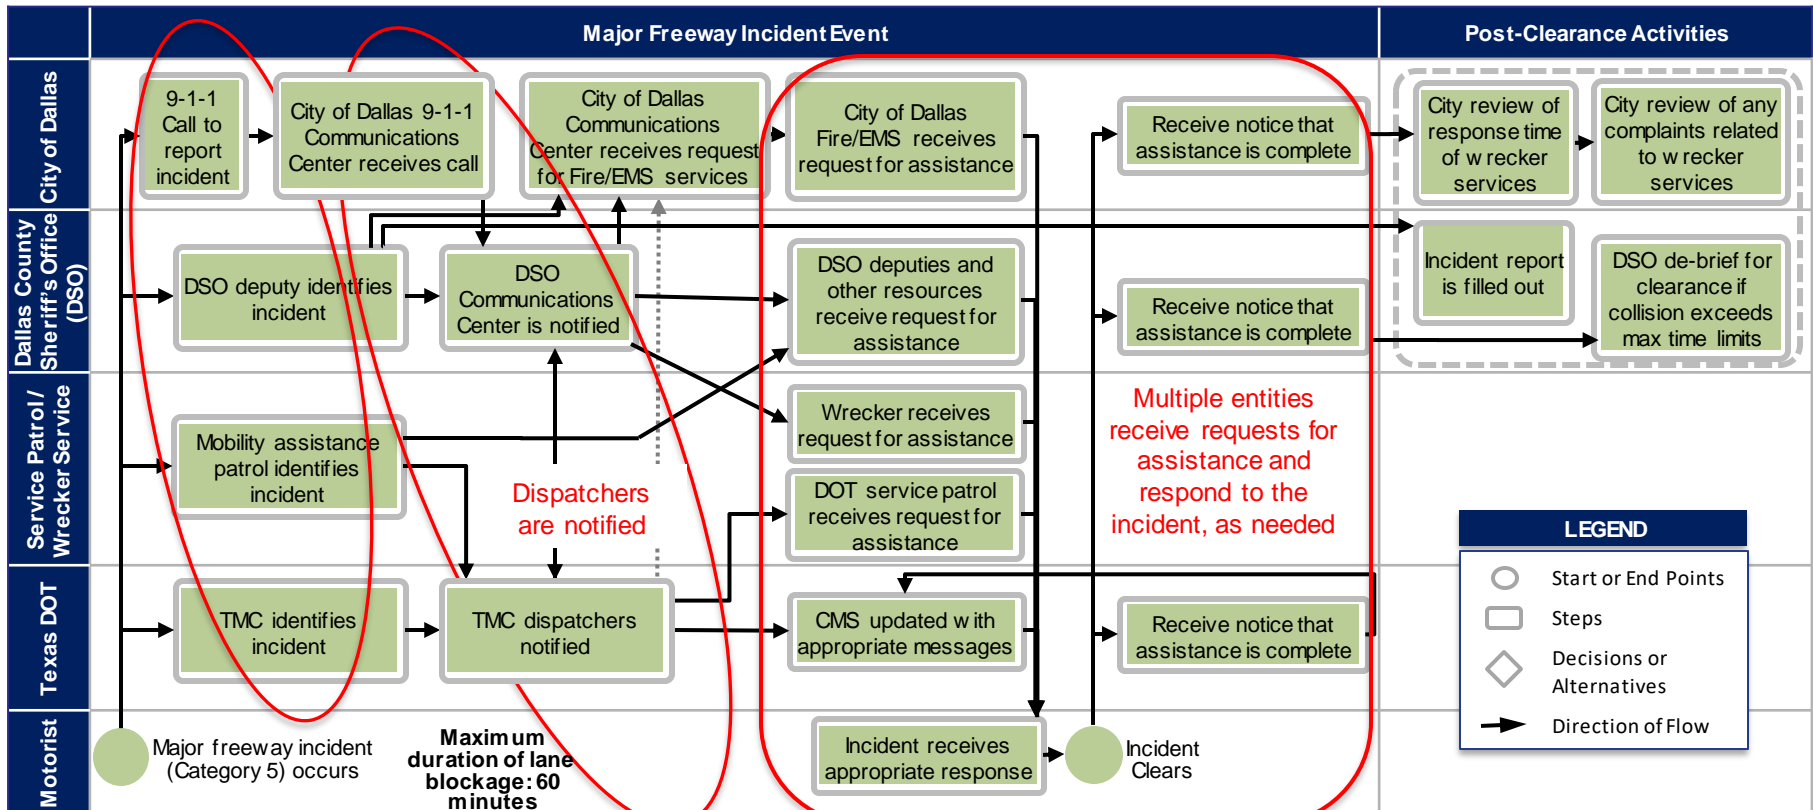 Major Freeway Incident Event
Post-Clearance Activities
City of Dallas
9-1-1
Call to
report
incident
City of Dallas 9-1-1
Communications
Center receives call
City of Dallas
Communications
Center receives request
for Fire/EMS services
City of Dallas
Fire/EMS receives
request for assistance
Receive notice that
assistance is complete
City review of
response time
of wrecker
services
City review of any
complaints related
to wrecker
services
Dallas County
Sheriff's Office
(DSO)
DSO deputy identifies
incident
DSO
Communications
Center is notified
DSO deputies and
other resources
receive request for
assistance
Receive notice that
assistance is complete
Incident report
is filled out
DSO de-brief for
clearance if
collision exceeds
max time limits
Service Patrol /
Wrecker Service
Mobility assistance
patrol identifies
incident
Dispatchers
are notified
Wrecker receives
request for assistance
DOT service patrol
receives request for
assistance
Multiple entities
receive requests for
assistance and
respond to the
incident, as needed
Texas DOT
TMC identifies
incident
TMC dispatchers
notified
CMS updated with
appropriate messages
Receive notice that
assistance is complete
Motorist
Major freeway incident
(Category 5) occurs
Maximum
duration of lane
blockage: 60
minutes
Incident receives
appropriate response
Incident
Clears
LEGEND
Start or End Points
Steps
Decisions or
Alternatives
Direction of Flow